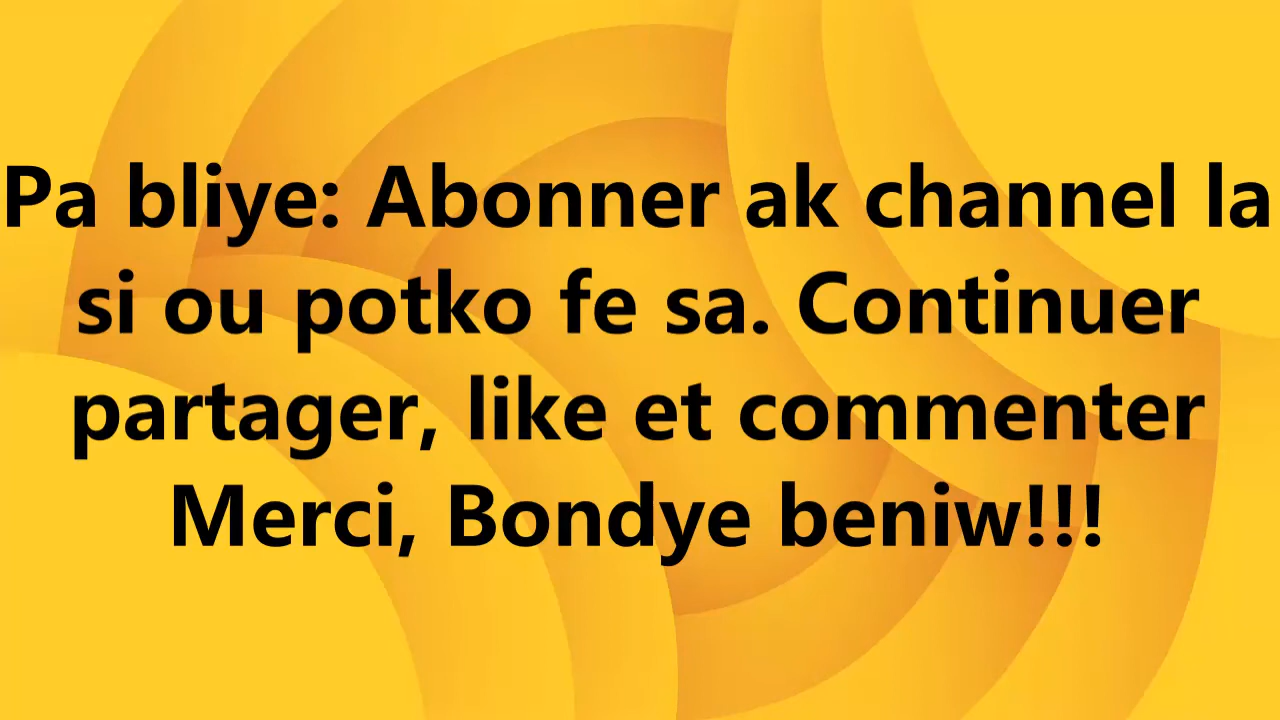 Pa bliye: Abonner ak channel la
si ou potko fe sa. Continuer
partager, like et commenter
Merci, Bondye beniw!!!